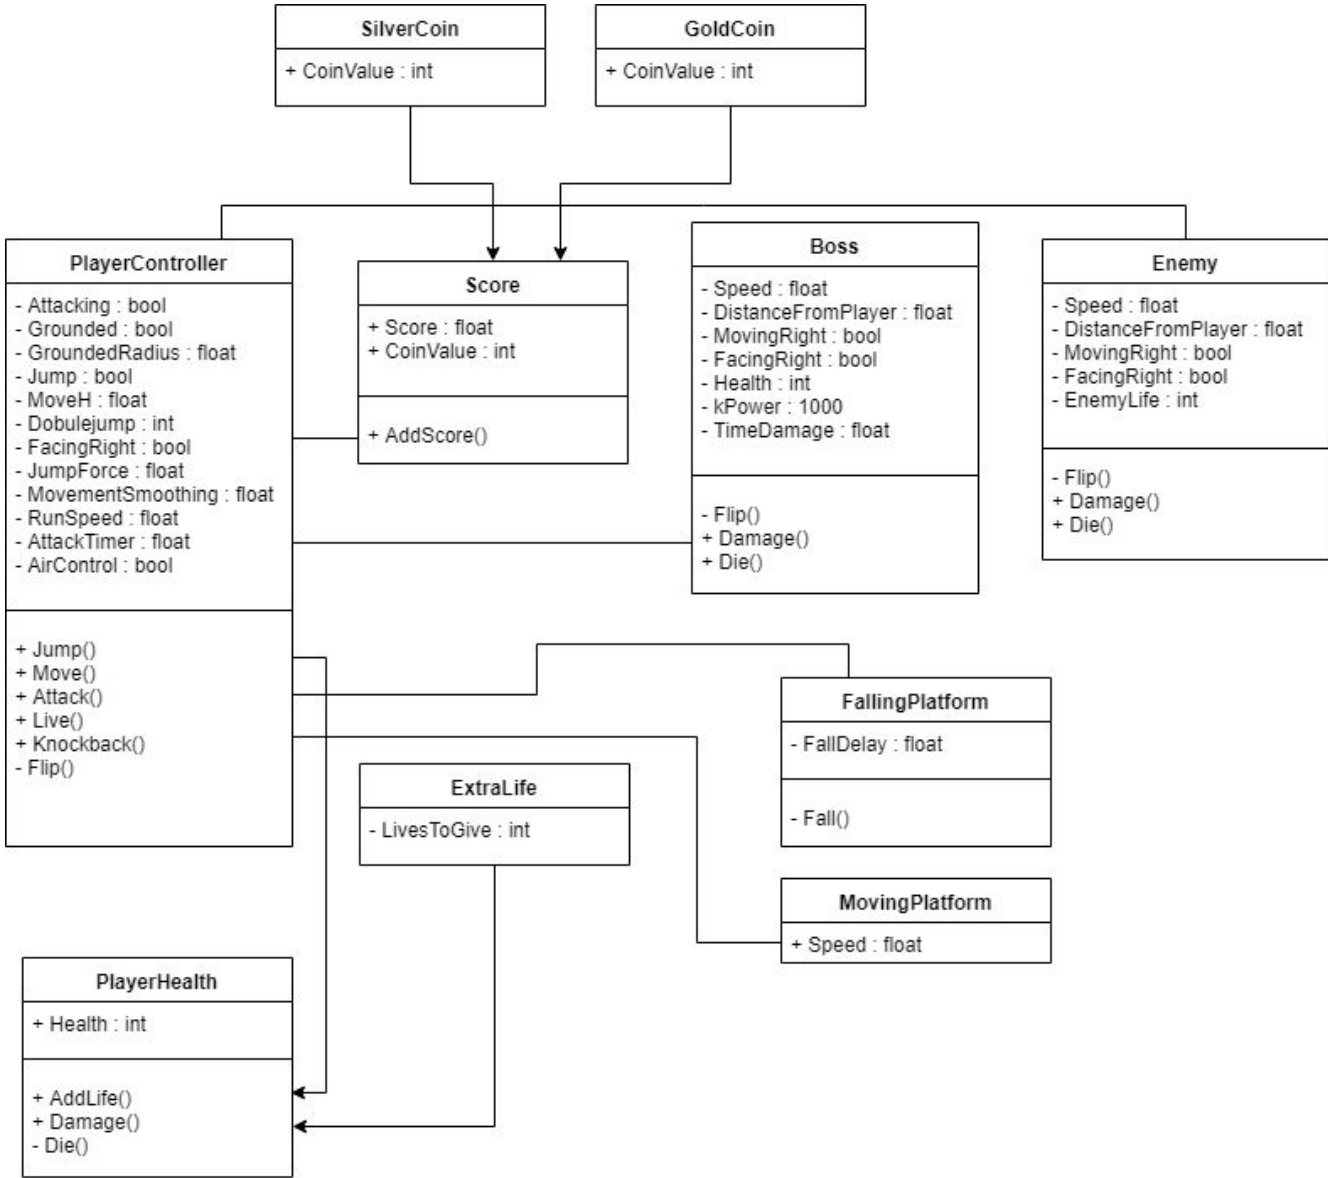 SilverCoin
+ CoinValue : int
GoldCoin
+ CoinValue : int
PlayerController
- Attacking : bool
- Grounded : bool
- GroundedRadius : float
- Jump : bool
- MoveH : float
- Dobulejump : int
- FacingRight : bool
- JumpForce : float
- MovementSmoothing : float
- RunSpeed : float
- AttackTimer : float
- AirControl : bool
+ Jump()
+ Move()
+ Attack()
+ Live()
+ Knockback()
- Flip()
Score
+ Score : float
+ CoinValue : int
+ AddScore()
Boss
- Speed : float
- DistanceFromPlayer : float
- MovingRight : bool
- FacingRight : bool
- Health : int
- kPower : 1000
- TimeDamage : float
- Flip()
+ Damage()
+ Die()
Enemy
- Speed : float
- DistanceFromPlayer : float
- MovingRight : bool
- FacingRight : bool
- EnemyLife : int
- Flip()
+ Damage()
+ Die()
FallingPlatform
- FallDelay : float
- Fall()
ExtraLife
- LivesToGive : int
MovingPlatform
+ Speed : float
PlayerHealth
+ Health : int
+ AddLife()
+ Damage()
- Die()